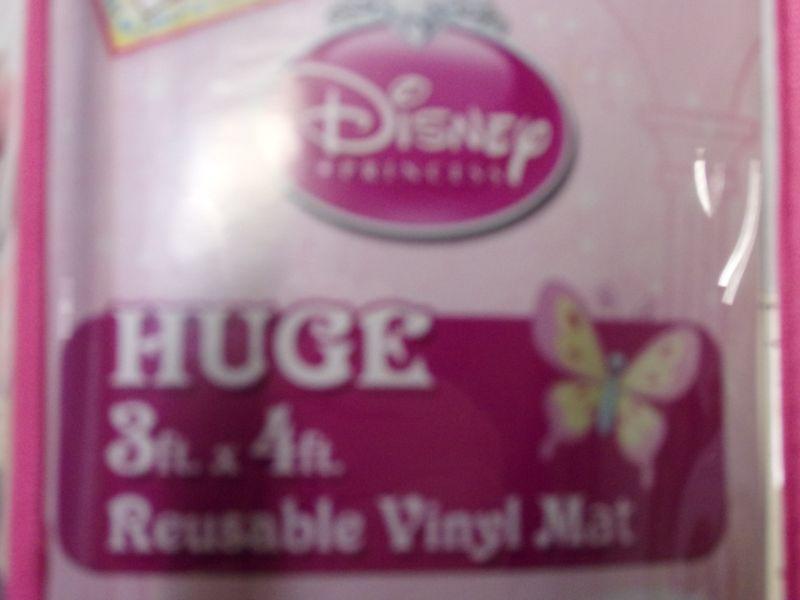 Disney
PRINCESS
HUGE
3ft. x 4ft.
Reusable Vinyl Mat